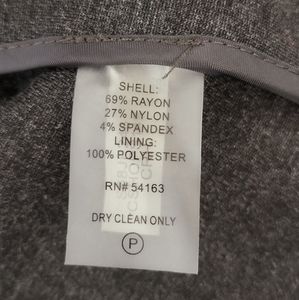 SHELL:
69% RAYON
27% NYLON
4% SPANDEX
LINING:
100% POLYESTER
RN# 54163
DRY CLEAN ONLY
P